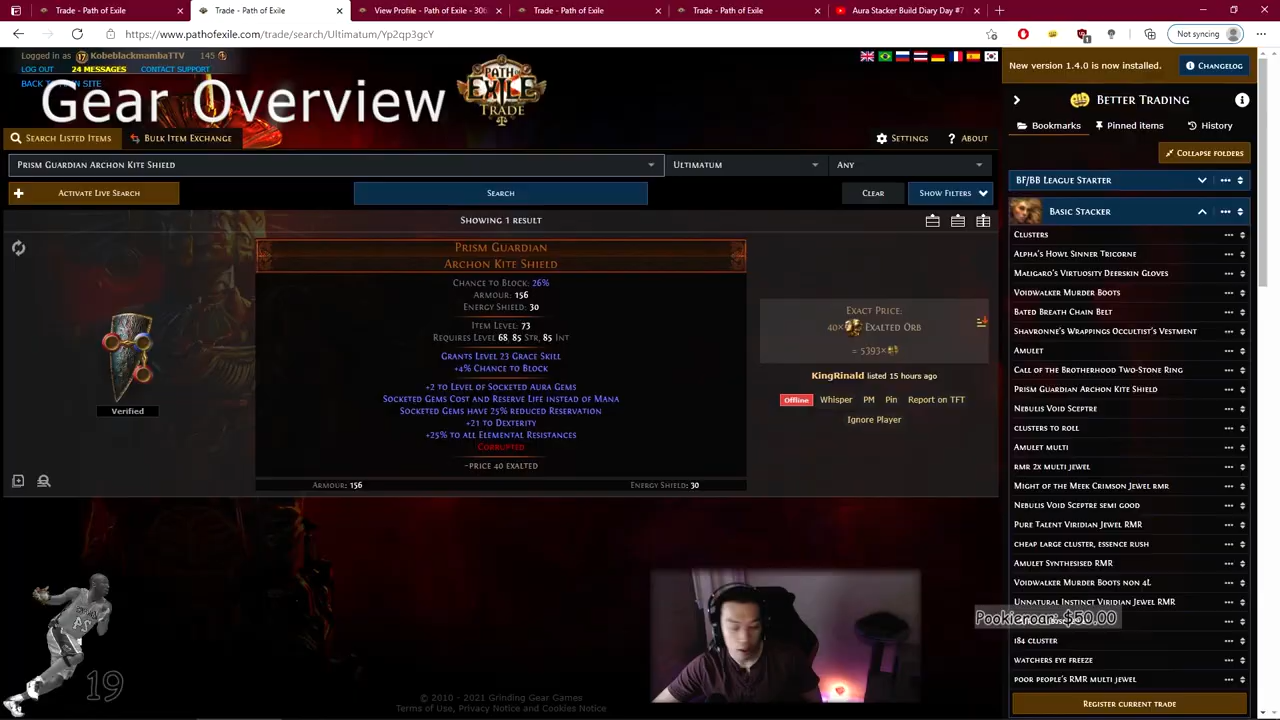 Trade - Path of Exile
Trade - Path of Exile
View Profile - Path of Exile - 306
Trade - Path of Exile
Trade - Path of Exile
Aura Stacker Build Diary Day #7
https://www.pathofexile.com/trade/search/Ultimatum/Yp2qp3gcY
Not syncing
Logged in as 17 KobeblackmambaTTV 145
LOG OUT 24 MESSAGES CONTACT SUPPORT
BACK TO MAIN SITE
Gear Overview
PATH OF EXILE TRADE
New version 1.4.0 is now installed. CHANGELOG
BETTER TRADING
Bookmarks Pinned items History
COLLAPSE FOLDERS
SEARCH LISTED ITEMS BULK ITEM EXCHANGE SETTINGS ABOUT
PRISM GUARDIAN ARCHON KITE SHIELD ULTIMATUM ANY
ACTIVATE LIVE SEARCH SEARCH CLEAR SHOW FILTERS
SHOWING 1 RESULT
PRISM GUARDIAN
ARCHON KITE SHIELD
CHANCE TO BLOCK: 26%
ARMOUR: 156
ENERGY SHIELD: 30
ITEM LEVEL: 73
REQUIRES LEVEL 68, 85 STR, 85 INT
GRANTS LEVEL 23 GRACE SKILL
+4% CHANCE TO BLOCK
+2 TO LEVEL OF SOCKETED AURA GEMS
SOCKETED GEMS COST AND RESERVE LIFE INSTEAD OF MANA
SOCKETED GEMS HAVE 25% REDUCED RESERVATION
+21 TO DEXTERITY
+25% TO ALL ELEMENTAL RESISTANCES
CORRUPTED
~PRICE 40 EXALTED
ARMOUR: 156 ENERGY SHIELD: 30
Verified
EXACT PRICE:
40× EXALTED ORB
= 5393×
KINGRINALD listed 15 hours ago
Offline Whisper PM Pin Report on TFT
Ignore Player
BF/BB LEAGUE STARTER
BASIC STACKER
CLUSTERS
ALPHA'S HOWL SINNER TRICORNE
MALIGARO'S VIRTUOSITY DEERSKIN GLOVES
VOIDWALKER MURDER BOOTS
BATED BREATH CHAIN BELT
SHAVRONNE'S WRAPPINGS OCCULTIST'S VESTMENT
AMULET
CALL OF THE BROTHERHOOD TWO-STONE RING
PRISM GUARDIAN ARCHON KITE SHIELD
NEBULIS VOID SCEPTRE
CLUSTERS TO ROLL
AMULET MULTI
RMR 2X MULTI JEWEL
MIGHT OF THE MEEK CRIMSON JEWEL RMR
NEBULIS VOID SCEPTRE SEMI GOOD
PURE TALENT VIRIDIAN JEWEL RMR
CHEAP LARGE CLUSTER, ESSENCE RUSH
AMULET SYNTHESISED RMR
VOIDWALKER MURDER BOOTS NON 4L
UNNATURAL INSTINCT VIRIDIAN JEWEL RMR
Pookieroar: $50.00
184 CLUSTER
WATCHERS EYE FREEZE
POOR PEOPLE'S RMR MULTI JEWEL
REGISTER CURRENT TRADE
19
© 2010 - 2021 Grinding Gear Games
Terms of Use, Privacy Notice and Cookies Notice